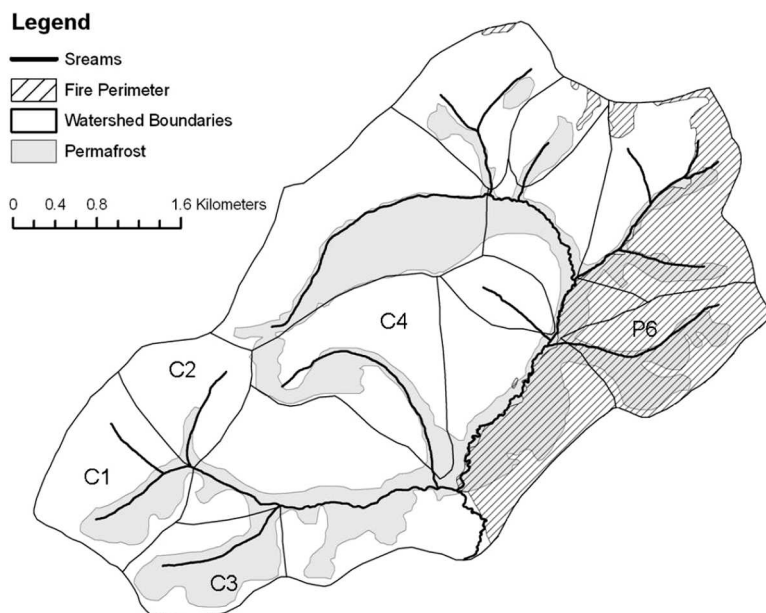 Legend
Sreams
Fire Perimeter
Watershed Boundaries
Permafrost
0 0.4 0.8 1.6 Kilometers
C4
P6
C2
C1
C3